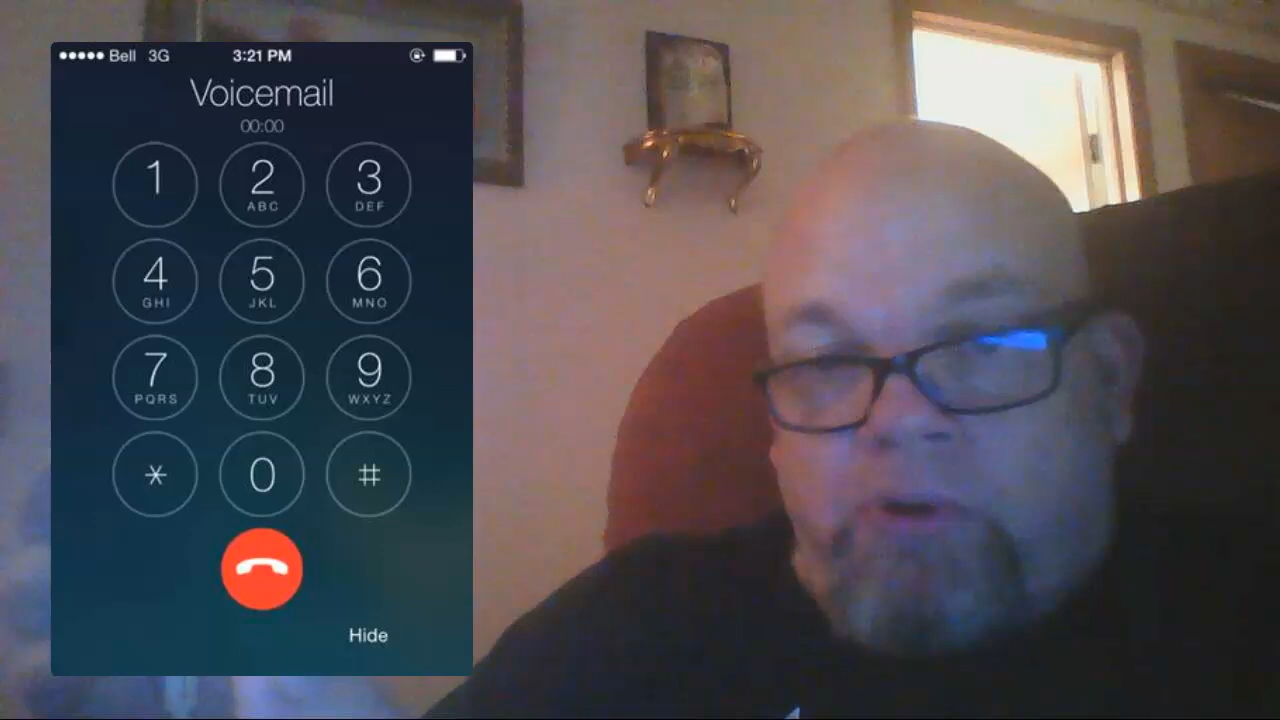 Bell 3G 3:21 PM
Voicemail
00:00
1 2 3
ABC DEF
4 5 6
GHI JKL MNO
7 8 9
PQRS TUV WXYZ
* 0 #
Hide